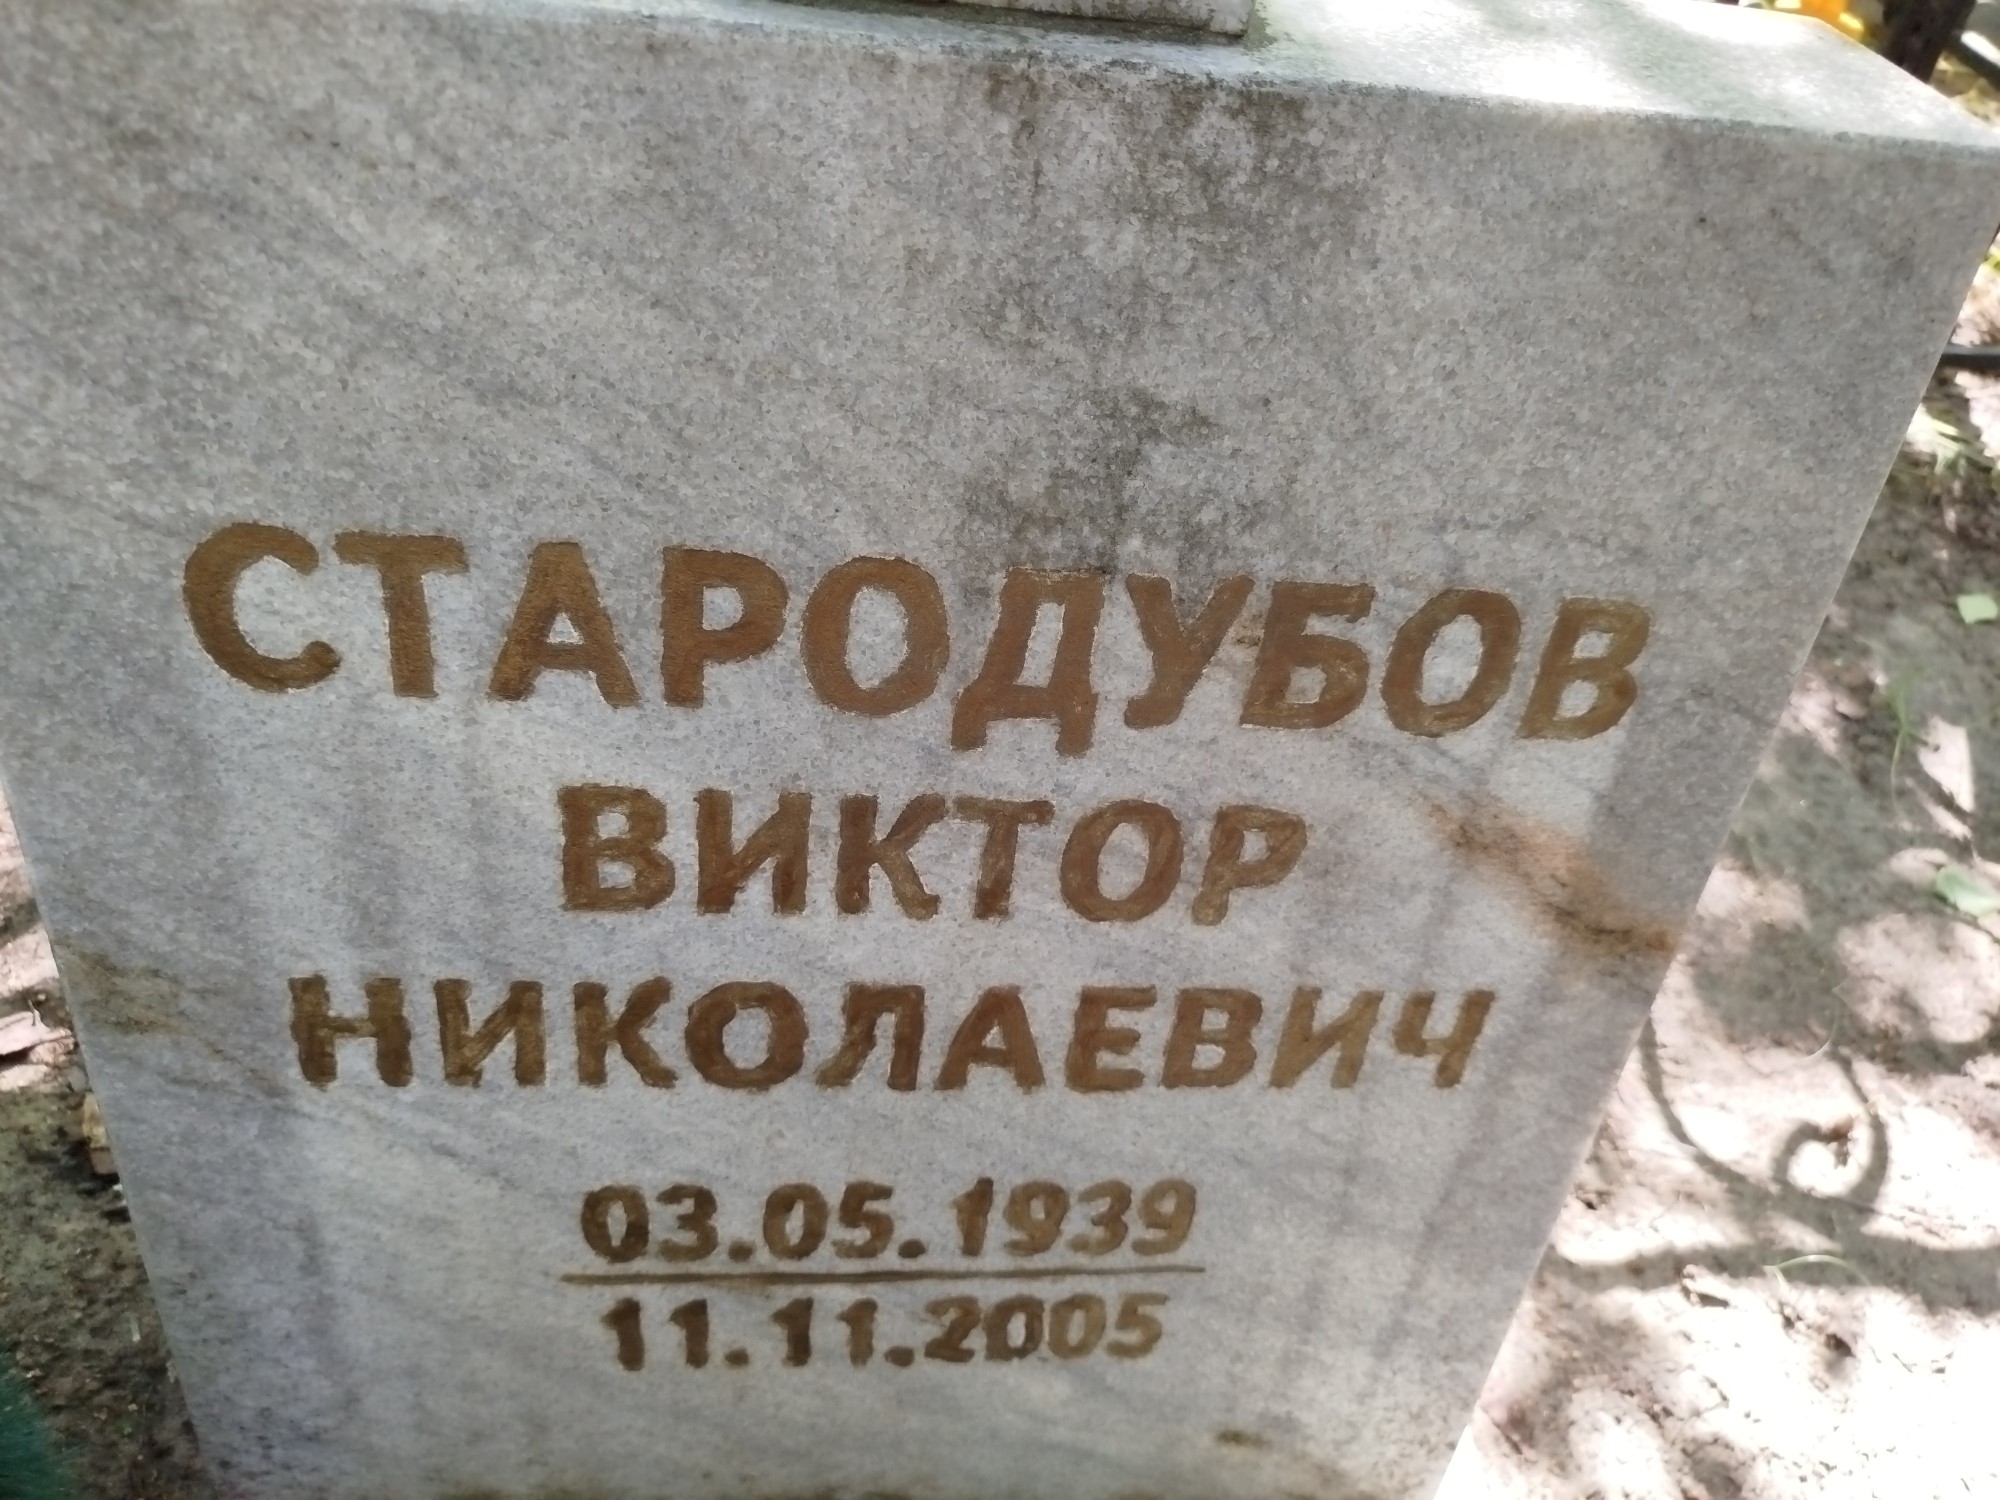 СТАРОДУБОВ
ВИКТОР
НИКОЛАЕВИЧ
03.05.1939
11.11.2005